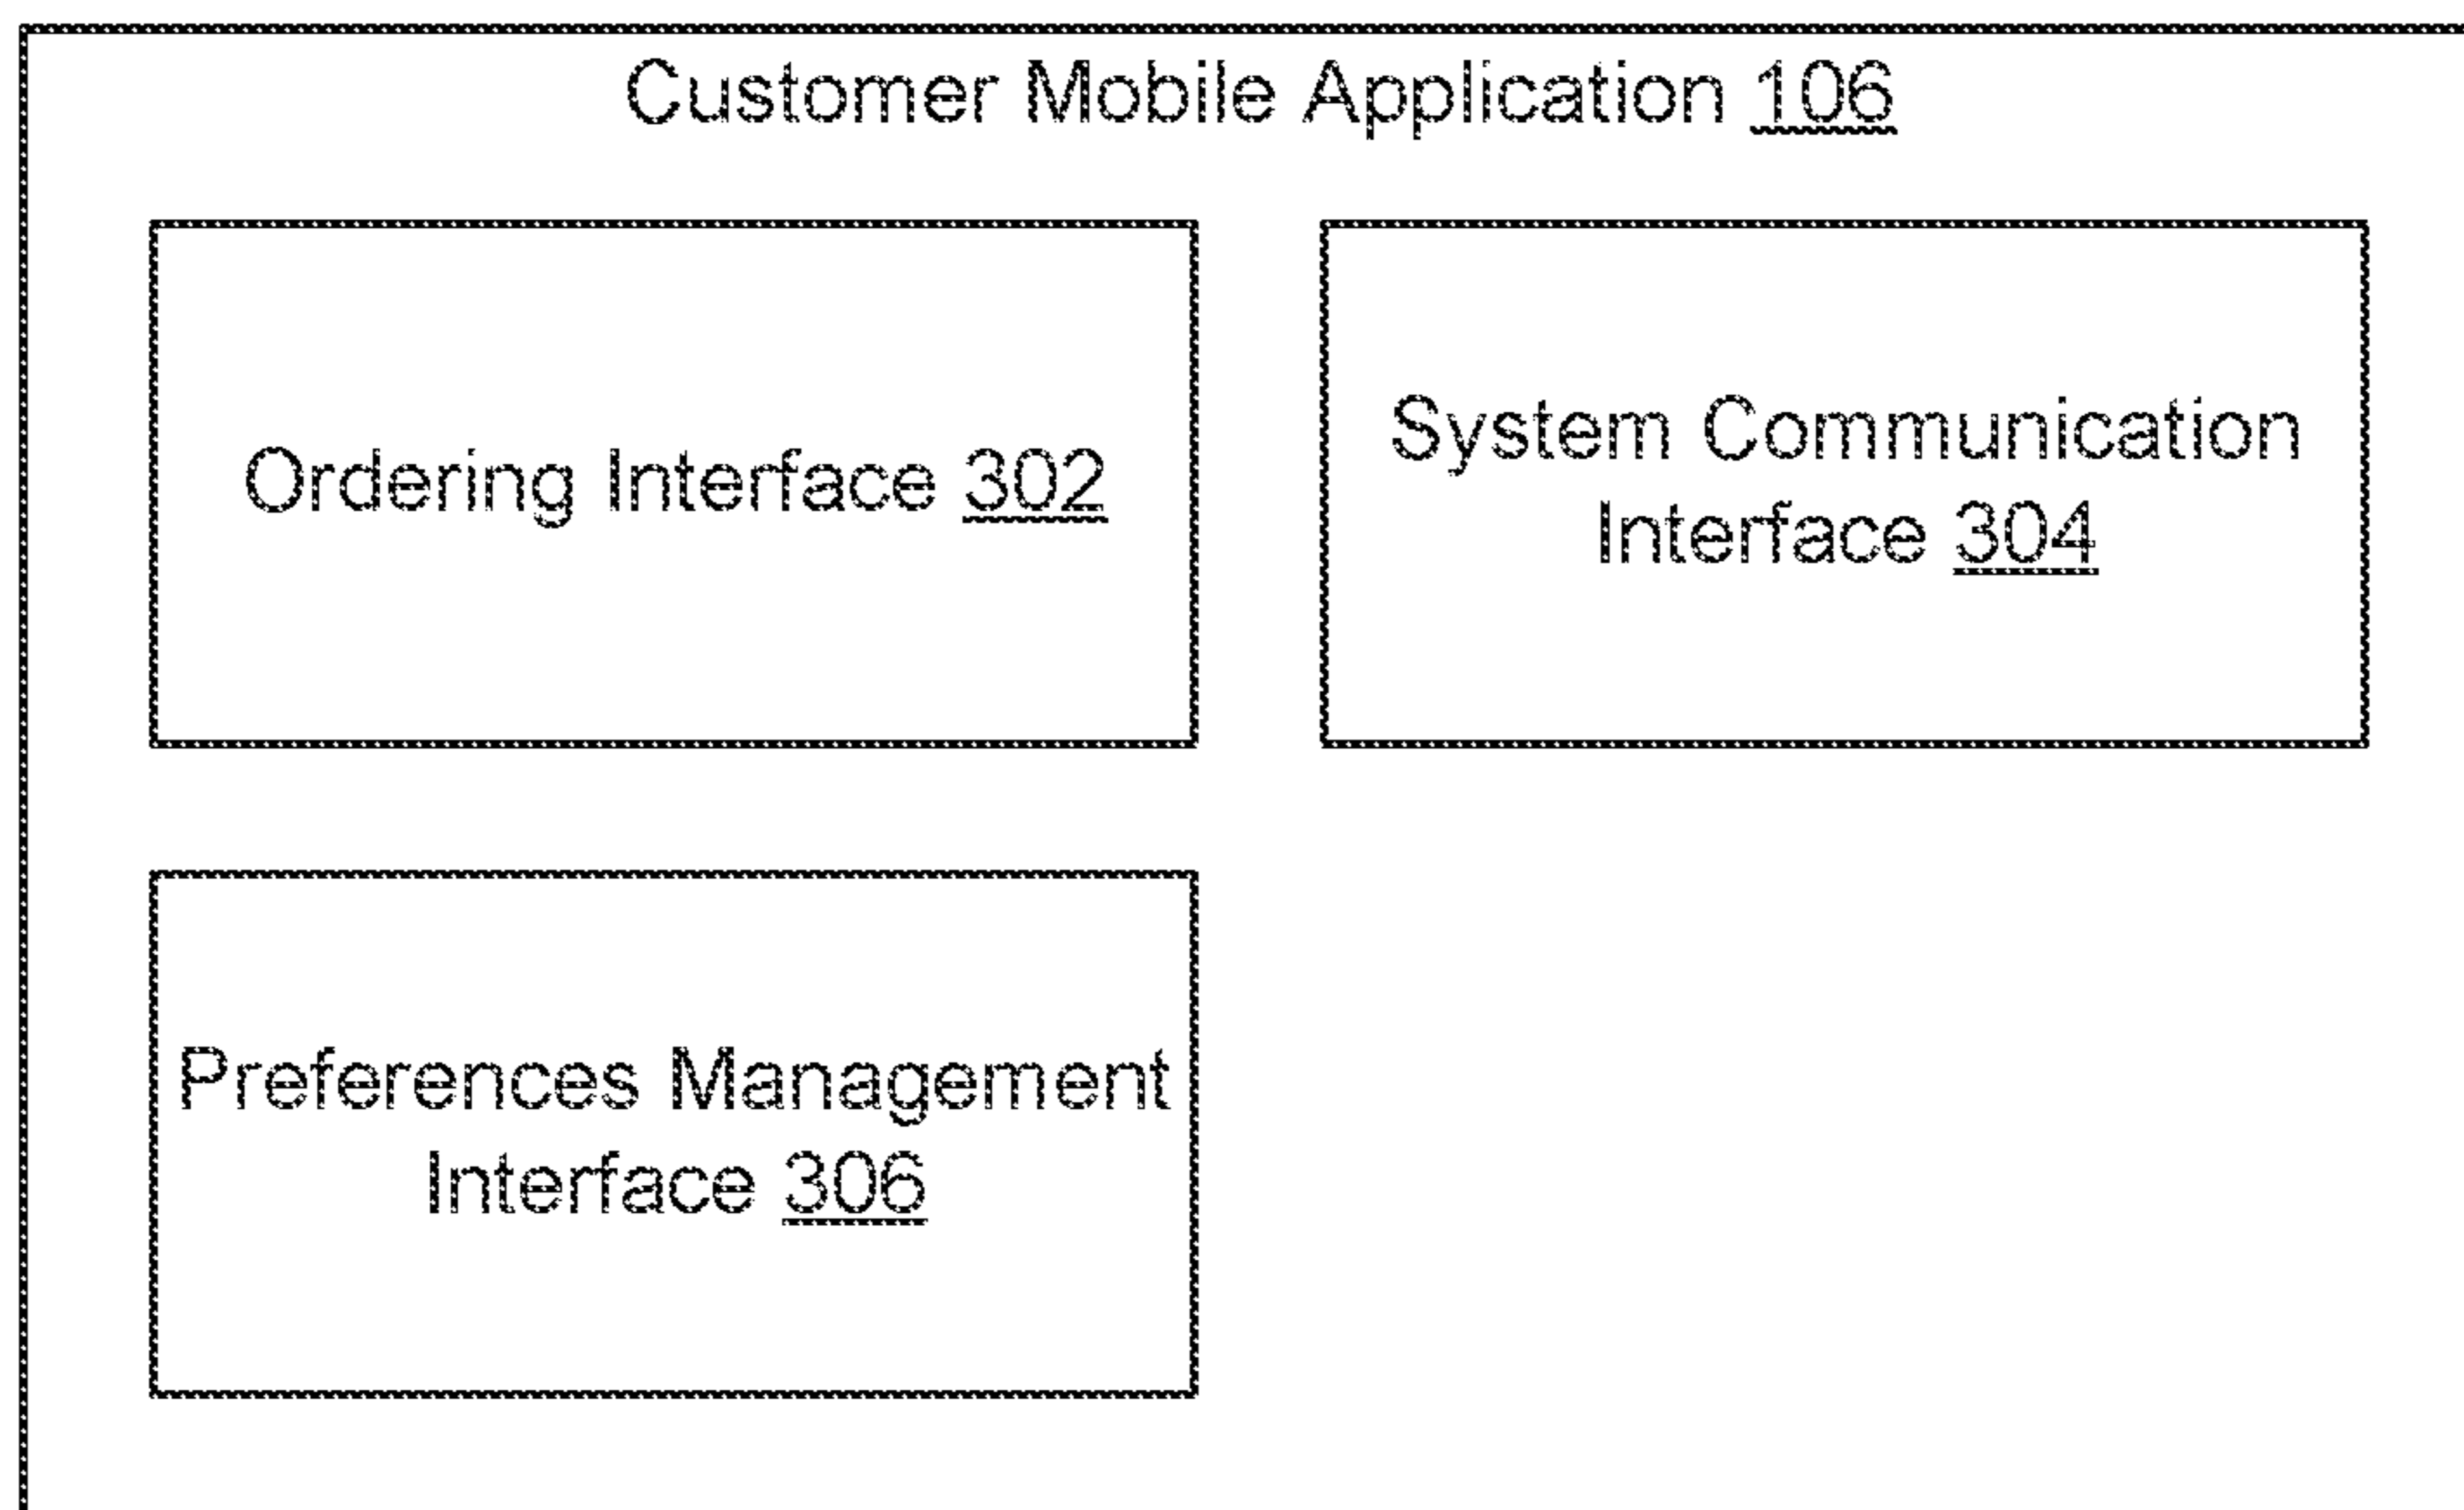 Customer Mobile Application 106
Ordering Interface 302
System Communication
Interface 304
Preferences Management
Interface 306